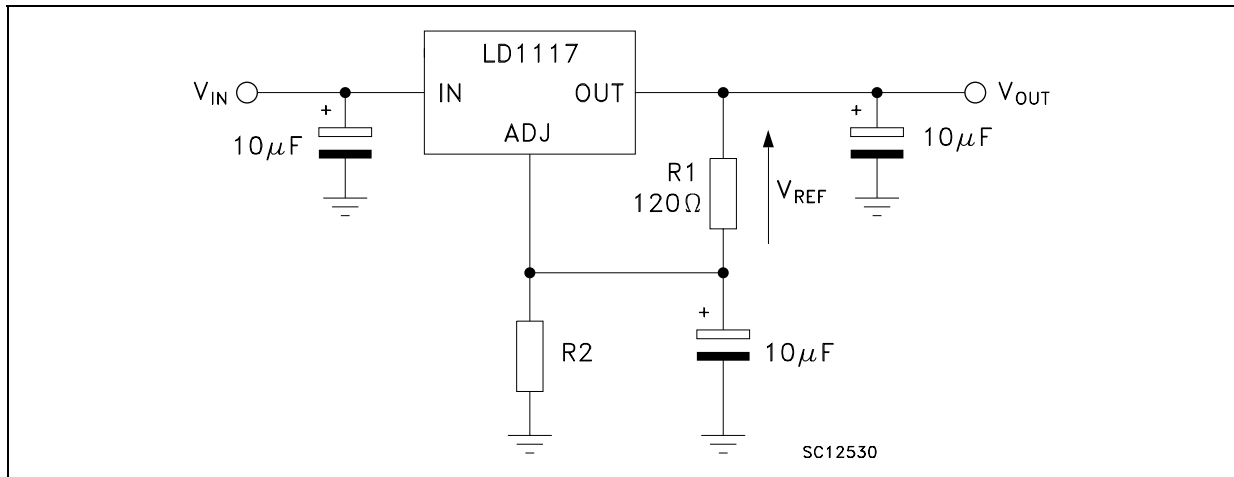 LD1117
V_IN
IN
OUT
V_OUT
+
10μF
ADJ
+
10μF
R1
120Ω
V_REF
+
R2
10μF
SC12530